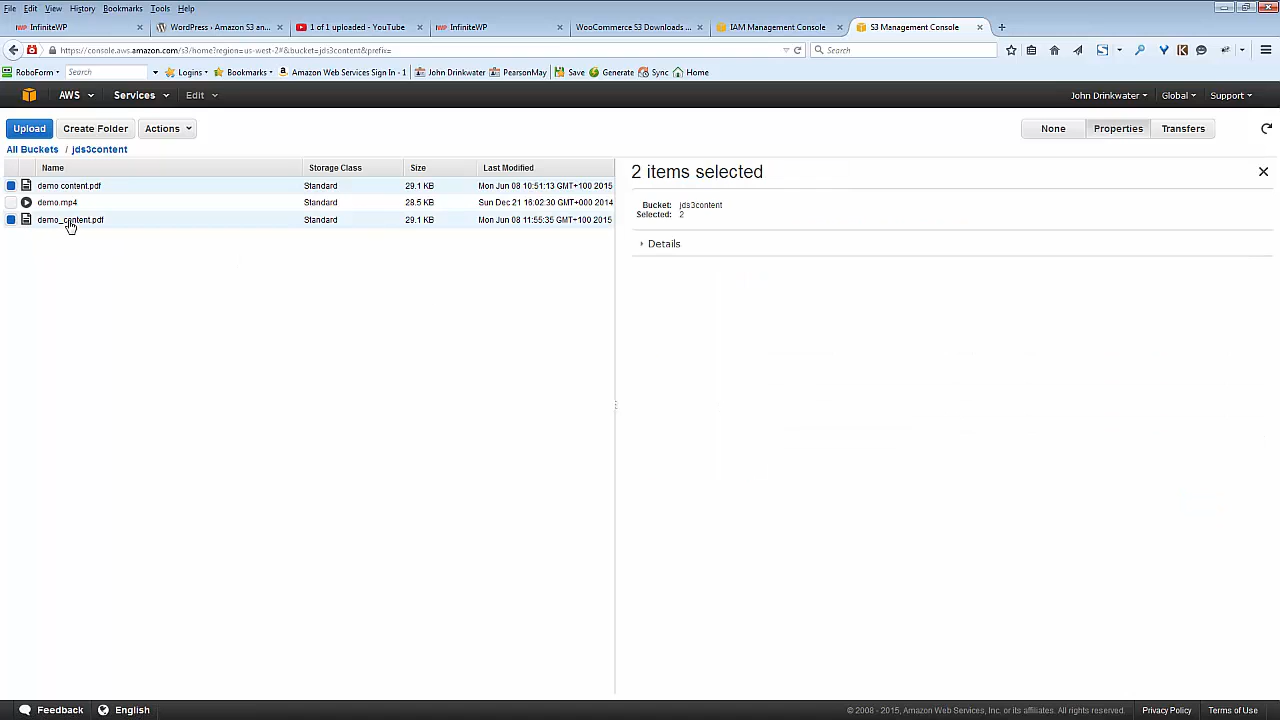 File Edit View History Bookmarks Tools Help
InfiniteWP × WordPress - Amazon S3 an... × 1 of 1 uploaded - YouTube × InfiniteWP × WooCommerce S3 Downloads ... × IAM Management Console × S3 Management Console × +
https://console.aws.amazon.com/s3/home?region=us-west-2#&bucket=jds3content&prefix= Search
RoboForm Search Logins Bookmarks Amazon Web Services Sign In - 1 John Drinkwater PearsonMay Save Generate Sync Home
AWS Services Edit John Drinkwater Global Support
Upload Create Folder Actions None Properties Transfers
All Buckets / jds3content
Name Storage Class Size Last Modified
demo content.pdf Standard 29.1 KB Mon Jun 08 10:51:13 GMT+100 2015
demo.mp4 Standard 28.5 KB Sun Dec 21 16:02:30 GMT+000 2014
demo_content.pdf Standard 29.1 KB Mon Jun 08 11:55:35 GMT+100 2015
2 items selected
Bucket: jds3content
Selected: 2
Details
Feedback English © 2008 - 2015, Amazon Web Services, Inc. or its affiliates. All rights reserved. Privacy Policy Terms of Use